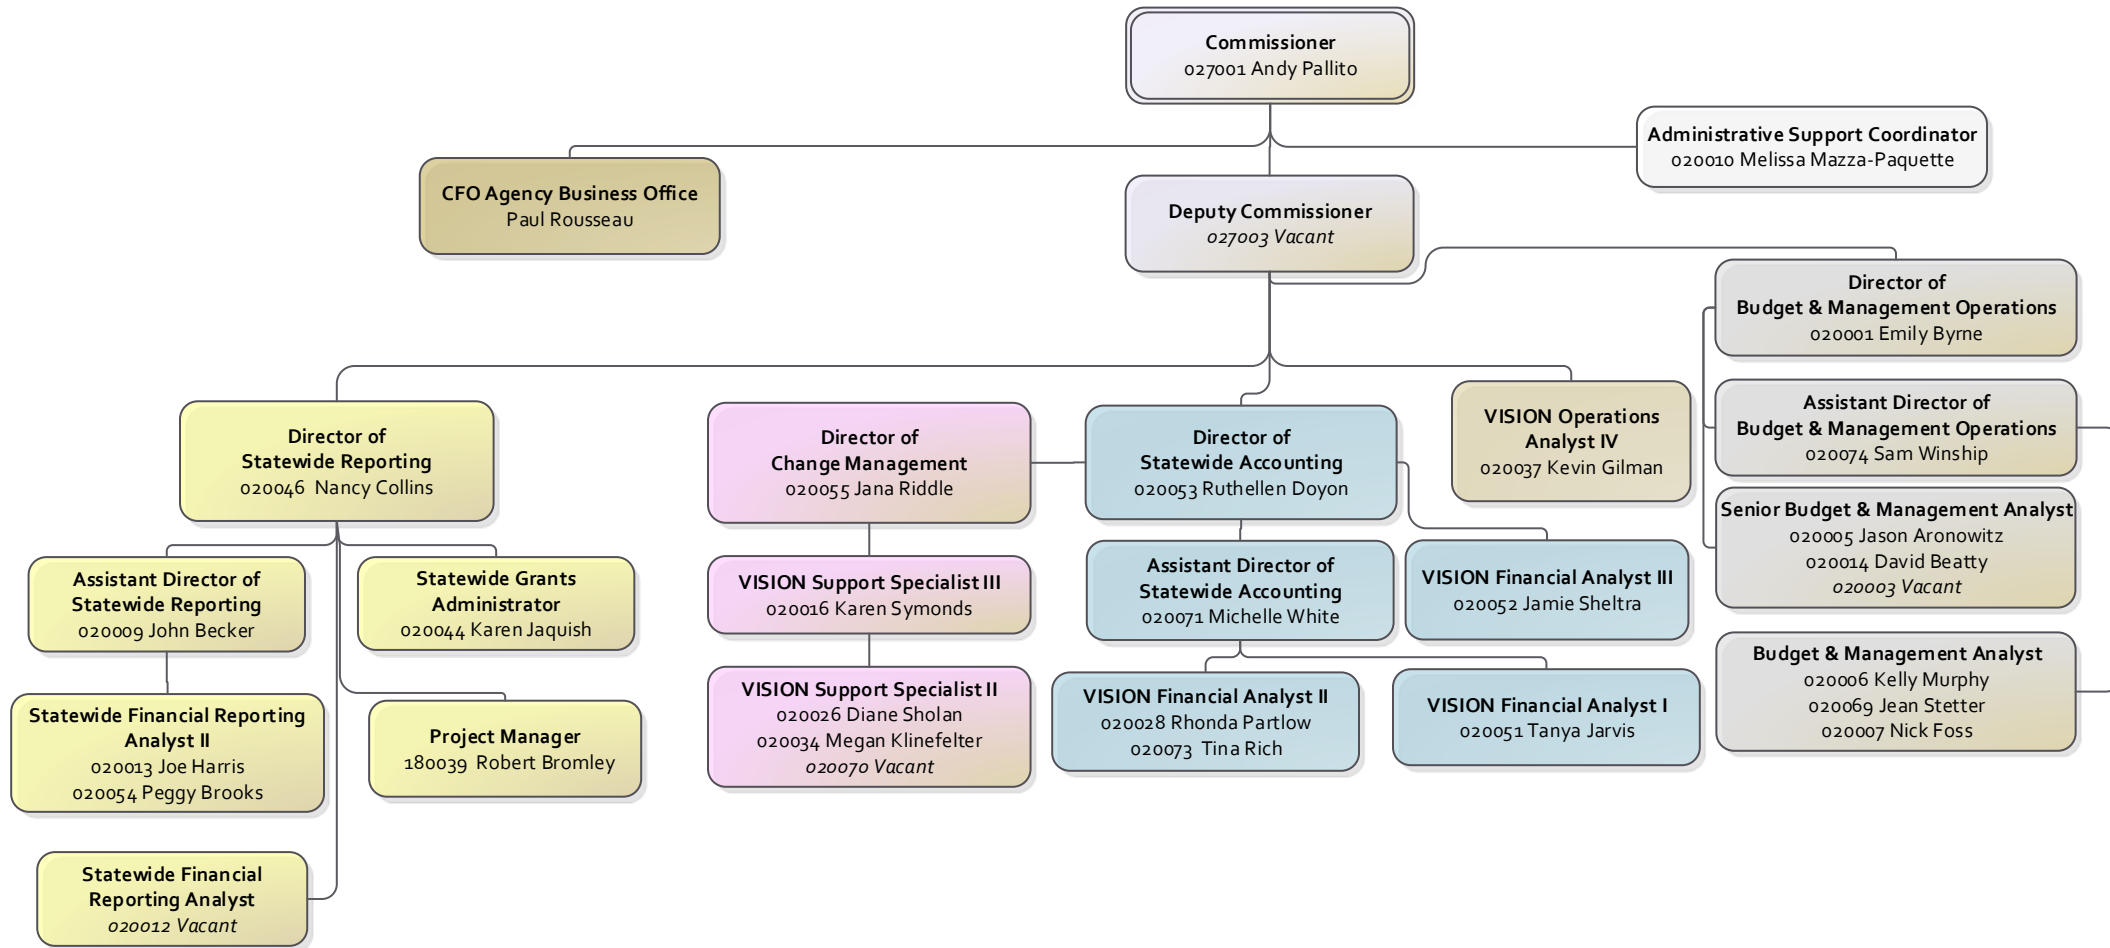 Commissioner
027001 Andy Pallito
Administrative Support Coordinator
020010 Melissa Mazza-Paquette
CFO Agency Business Office
Paul Rousseau
Deputy Commissioner
027003 Vacant
Director of
Budget & Management Operations
020001 Emily Byrne
Assistant Director of
Budget & Management Operations
020074 Sam Winship
Senior Budget & Management Analyst
020005 Jason Aronowitz
020014 David Beatty
020003 Vacant
Budget & Management Analyst
020006 Kelly Murphy
020069 Jean Stetter
020007 Nick Foss
Director of
Statewide Reporting
020046 Nancy Collins
Assistant Director of
Statewide Reporting
020009 John Becker
Statewide Grants
Administrator
020044 Karen Jaquish
Statewide Financial Reporting
Analyst II
020013 Joe Harris
020054 Peggy Brooks
Project Manager
180039 Robert Bromley
Statewide Financial
Reporting Analyst
020012 Vacant
Director of
Change Management
020055 Jana Riddle
VISION Support Specialist III
020016 Karen Symonds
VISION Support Specialist II
020026 Diane Sholan
020034 Megan Klinefelter
020070 Vacant
Director of
Statewide Accounting
020053 Ruthellen Doyon
Assistant Director of
Statewide Accounting
020071 Michelle White
VISION Financial Analyst III
020052 Jamie Sheltra
VISION Financial Analyst II
020028 Rhonda Partlow
020073 Tina Rich
VISION Financial Analyst I
020051 Tanya Jarvis
VISION Operations
Analyst IV
020037 Kevin Gilman